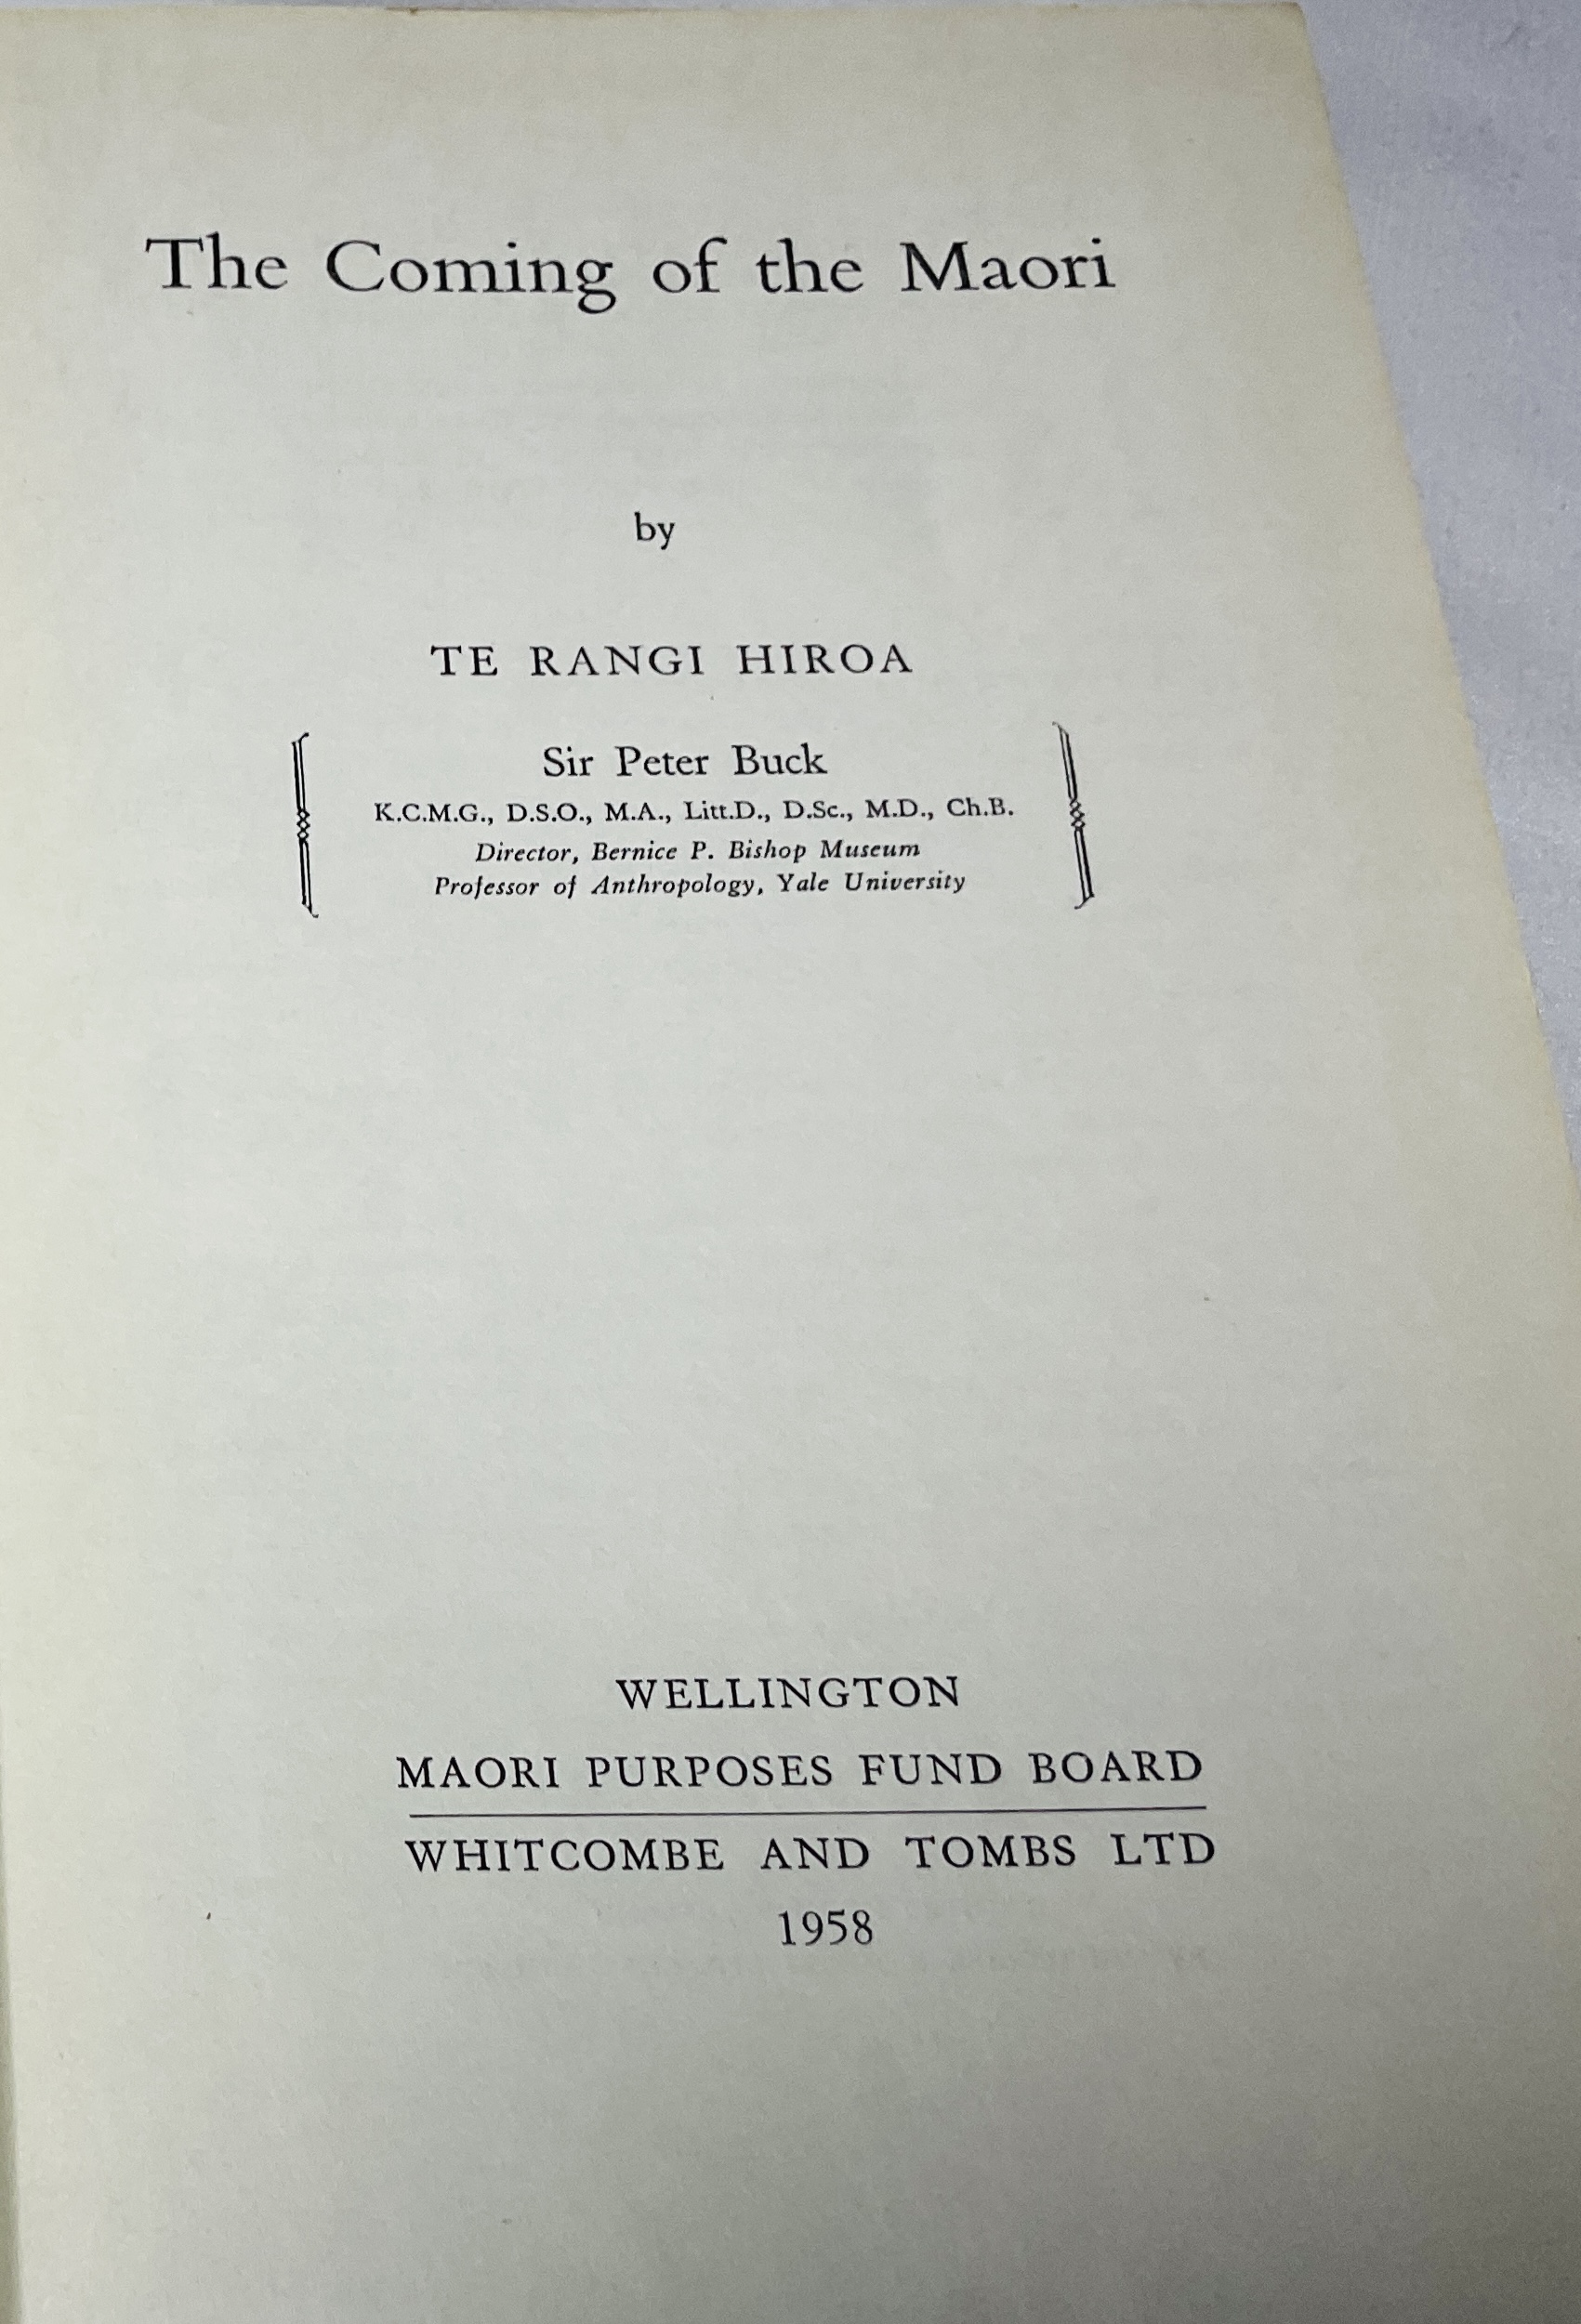 The Coming of the Maori
by
TE RANGI HIROA
Sir Peter Buck
K.C.M.G., D.S.O., M.A., Litt.D., D.Sc., M.D., Ch.B.
Director, Bernice P. Bishop Museum
Professor of Anthropology, Yale University
WELLINGTON
MAORI PURPOSES FUND BOARD
WHITCOMBE AND TOMBS LTD
1958